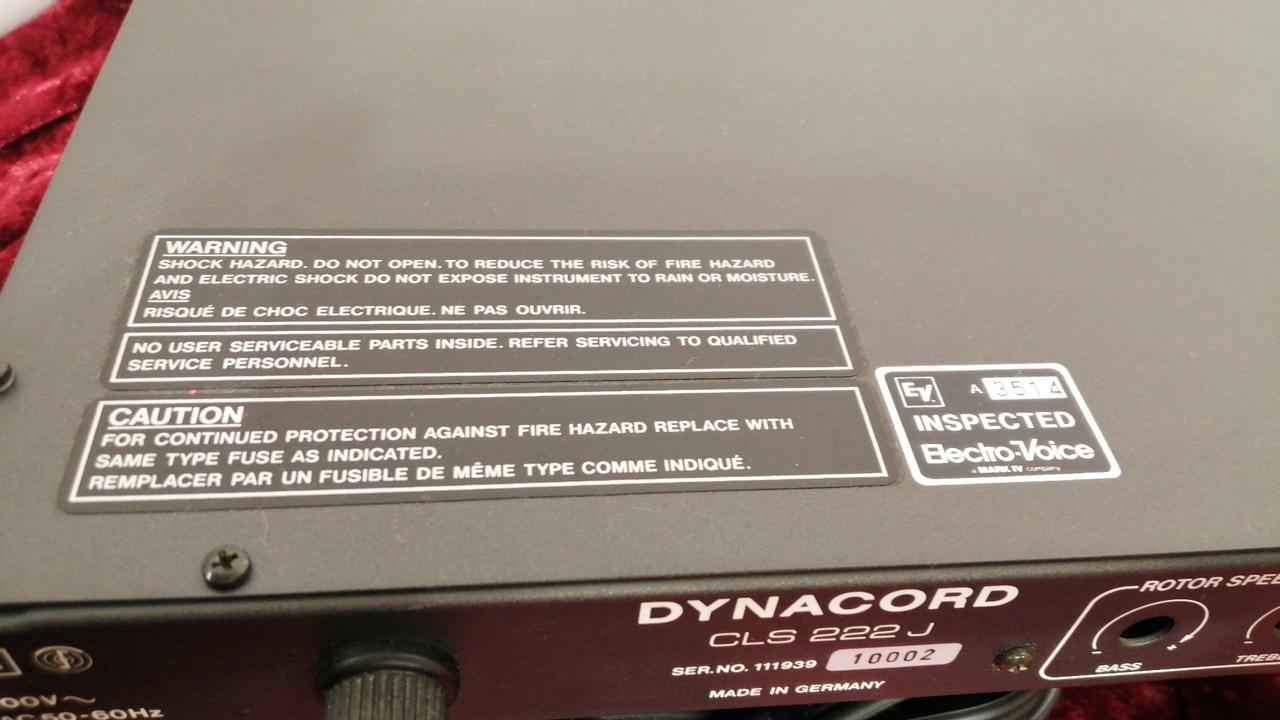 WARNING
SHOCK HAZARD. DO NOT OPEN. TO REDUCE THE RISK OF FIRE HAZARD
AND ELECTRIC SHOCK DO NOT EXPOSE INSTRUMENT TO RAIN OR MOISTURE.
AVIS
RISQUÉ DE CHOC ELECTRIQUE. NE PAS OUVRIR.
NO USER SERVICEABLE PARTS INSIDE. REFER SERVICING TO QUALIFIED
SERVICE PERSONNEL.
CAUTION
FOR CONTINUED PROTECTION AGAINST FIRE HAZARD REPLACE WITH
SAME TYPE FUSE AS INDICATED.
REMPLACER PAR UN FUSIBLE DE MÊME TYPE COMME INDIQUÉ.
EV A 3514
INSPECTED
Electro-Voice
a MARK IV company
DYNACORD
CLS 222 J
SER. NO. 111939 10002
MADE IN GERMANY
ROTOR
BASS +
00V~
AC 50-60Hz